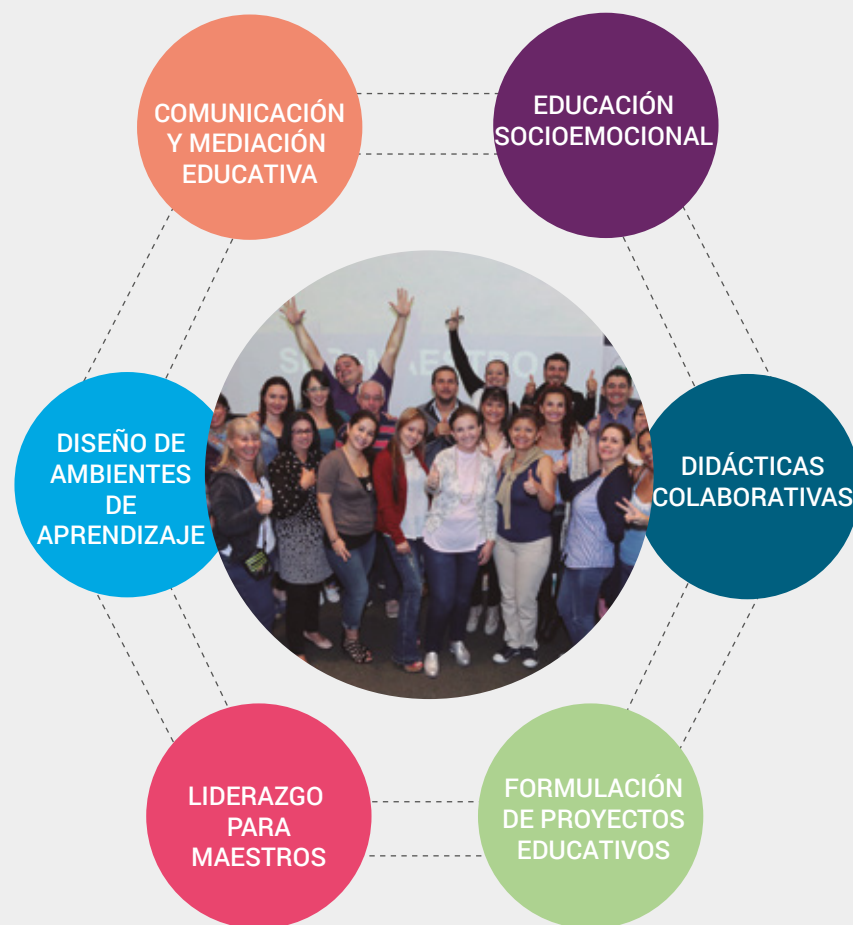 COMUNICACIÓN
Y MEDIACIÓN
EDUCATIVA
EDUCACIÓN
SOCIOEMOCIONAL
DISEÑO DE
AMBIENTES
DE
APRENDIZAJE
DIDÁCTICAS
COLABORATIVAS
LIDERAZGO
PARA
MAESTROS
FORMULACIÓN
DE PROYECTOS
EDUCATIVOS